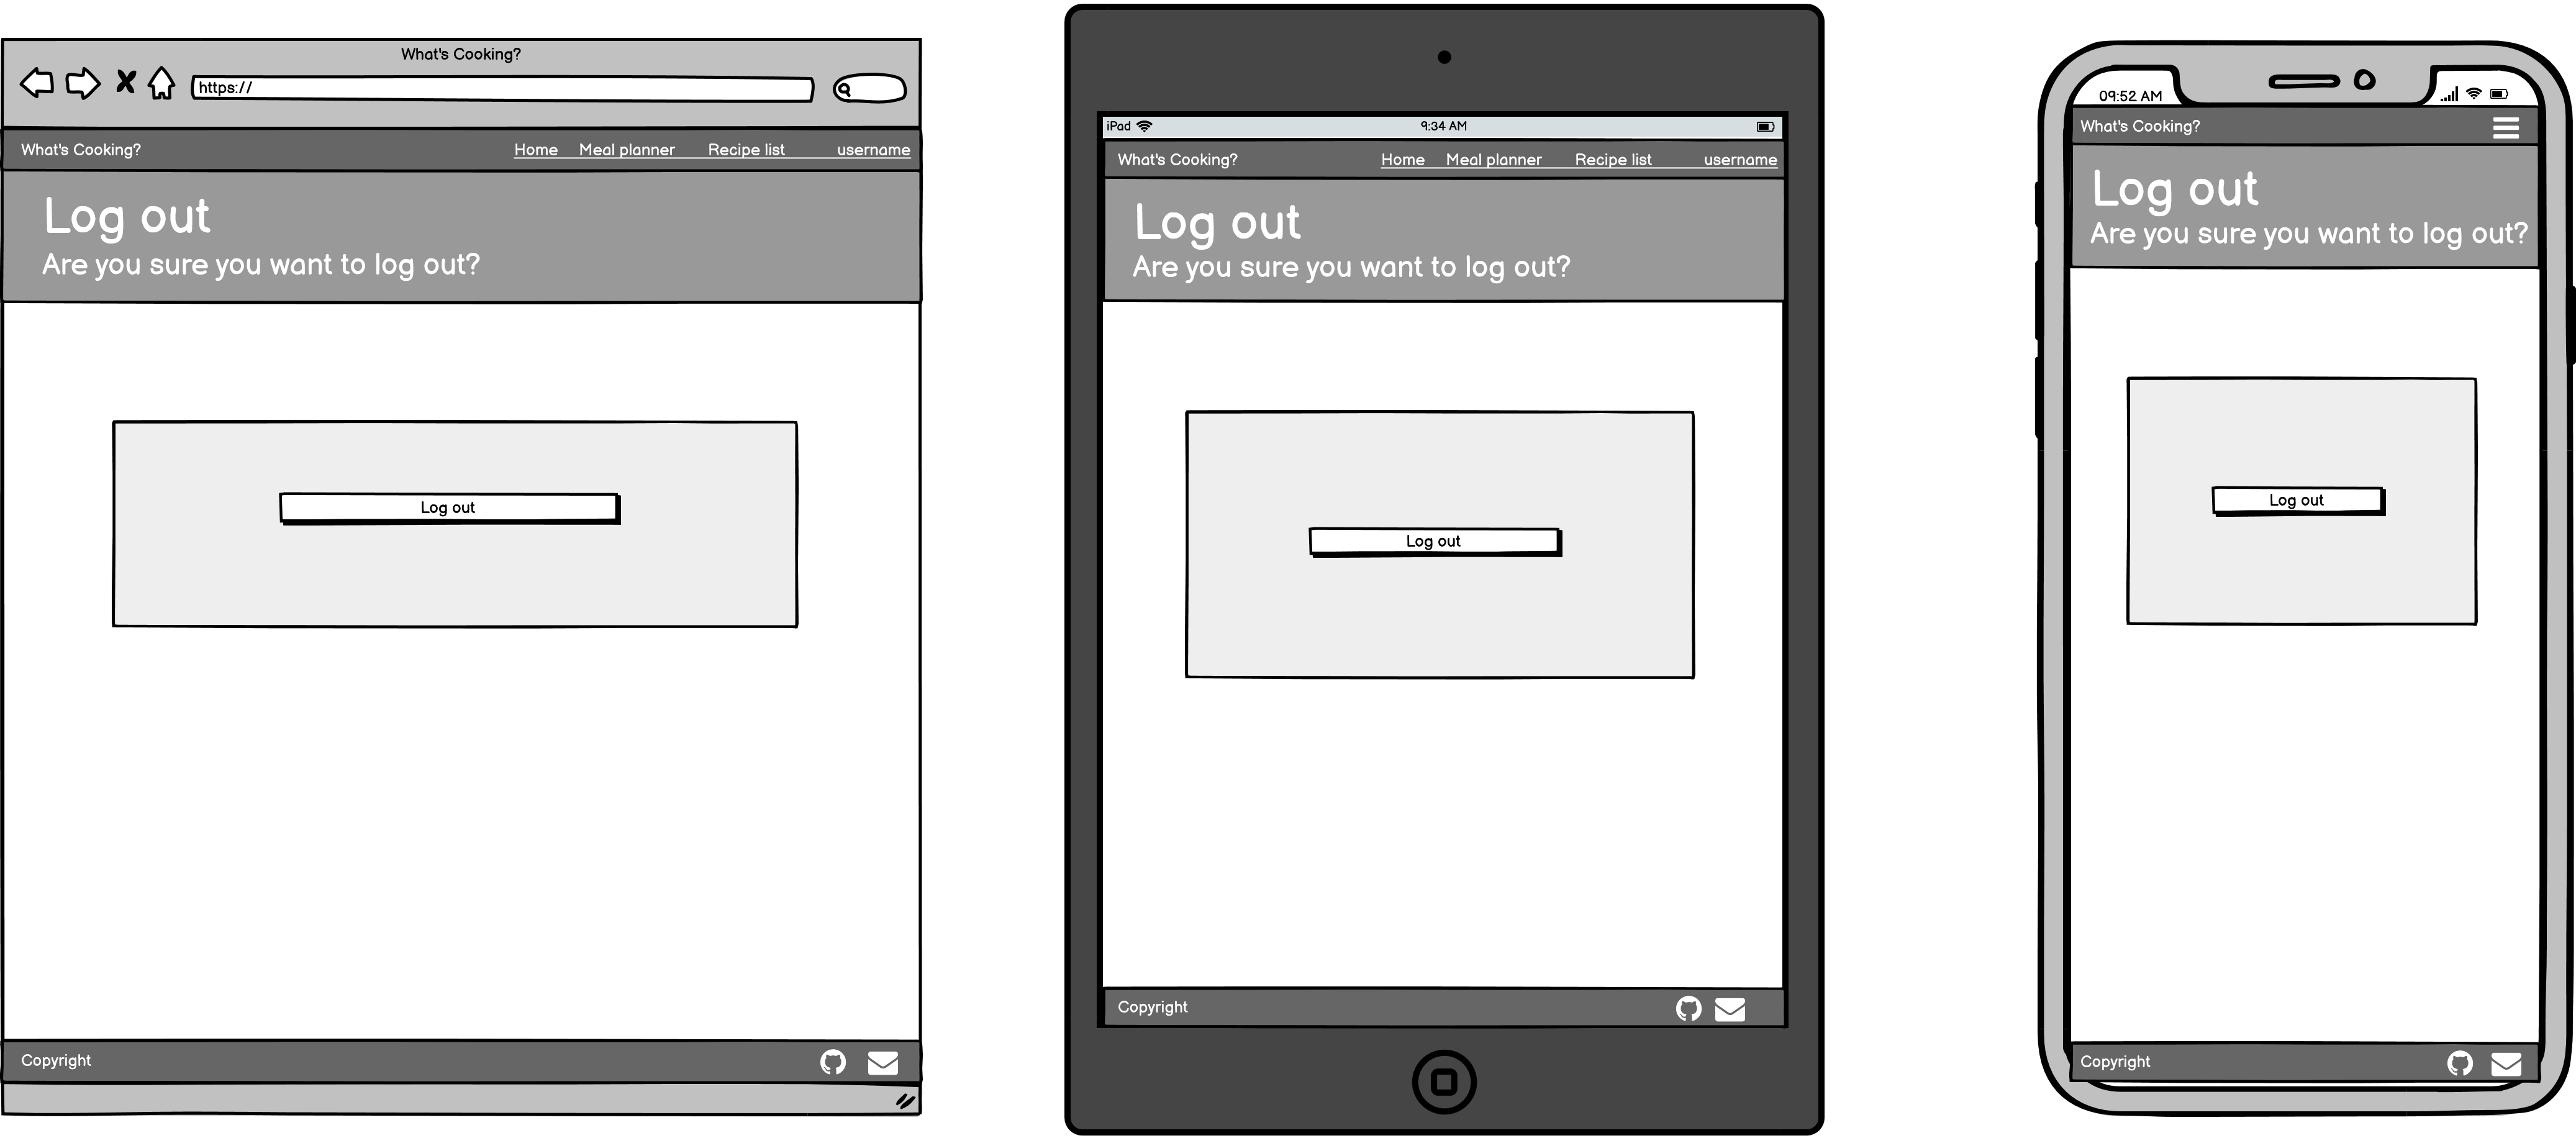 What's Cooking?
https://
What's Cooking? Home Meal planner Recipe list username
Log out
Are you sure you want to log out?
Log out
Copyright
iPad 9:34 AM
What's Cooking? Home Meal planner Recipe list username
Log out
Are you sure you want to log out?
Log out
Copyright
09:52 AM
What's Cooking?
Log out
Are you sure you want to log out?
Log out
Copyright